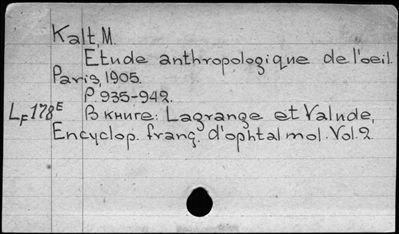 Kalt, M.
Etude anthropologique de l'oeil.
Paris, 1905.
P. 935-942.
LF 178E В книге: Lagrange et Valude,
Encyclop. franç. d'ophtalmol. Vol. 2